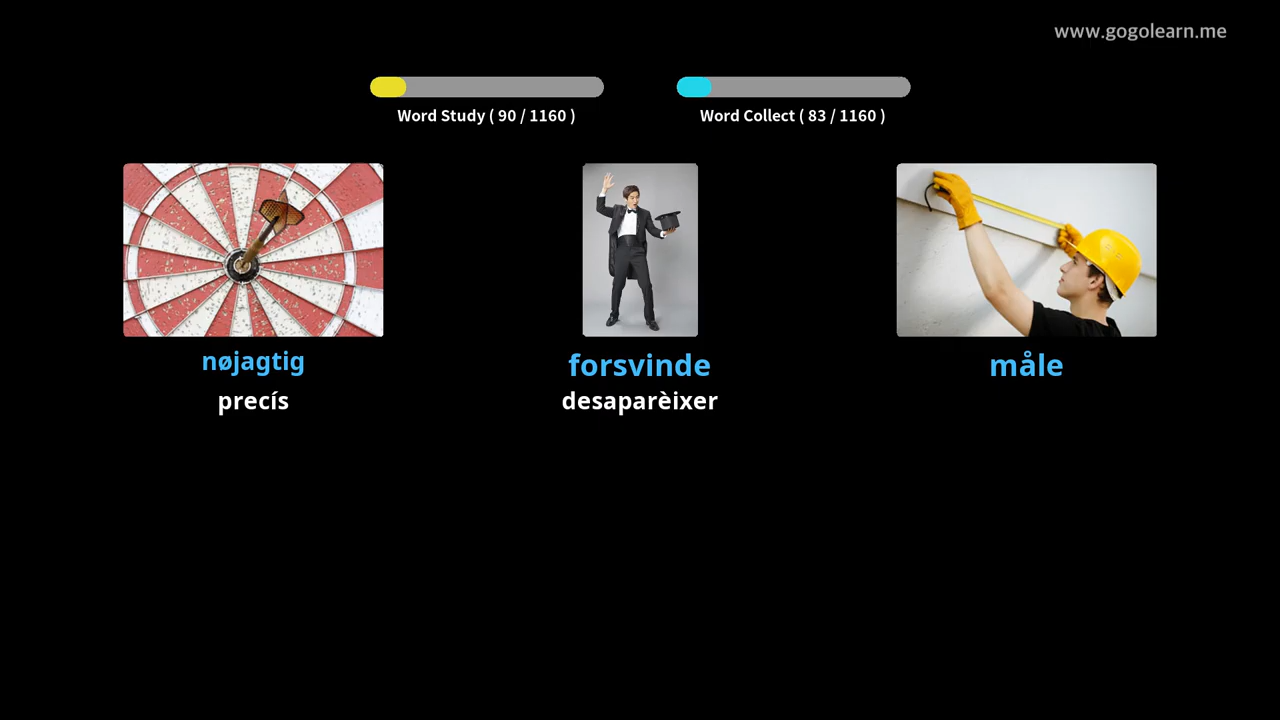 www.gogolearn.me
Word Study ( 90 / 1160 )
Word Collect ( 83 / 1160 )
nøjagtig
precís
forsvinde
desaparèixer
måle